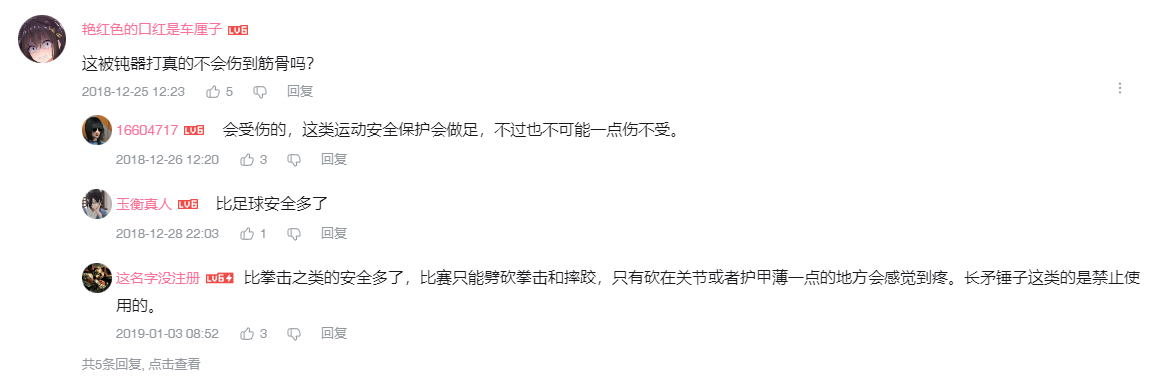 艳红色的口红是车厘子 LV6
这被钝器打真的不会伤到筋骨吗？
2018-12-25 12:23 5 回复
16604717 LV6 会受伤的，这类运动安全保护会做足，不过也不可能一点伤不受。
2018-12-26 12:20 3 回复
玉衡真人 LV6 比足球安全多了
2018-12-28 22:03 1 回复
这名字没注册 LV6 比拳击之类的安全多了，比赛只能劈砍拳击和摔跤，只有砍在关节或者护甲薄一点的地方会感觉到疼。长矛锤子这类的是禁止使
用的。
2019-01-03 08:52 3 回复
共5条回复, 点击查看